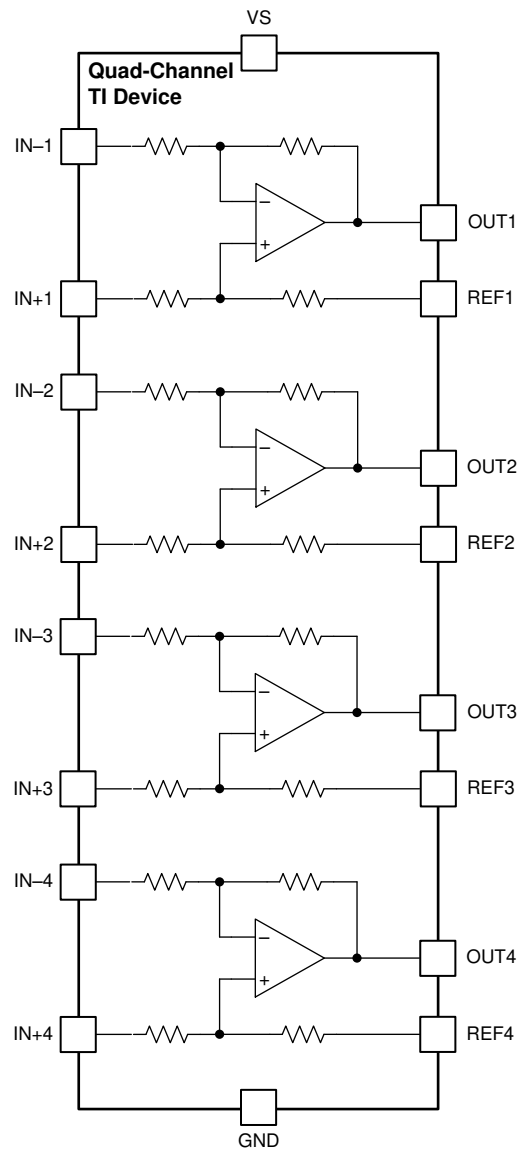 VS
Quad-Channel
TI Device
IN–1
OUT1
IN+1
REF1
IN–2
OUT2
IN+2
REF2
IN–3
OUT3
IN+3
REF3
IN–4
OUT4
IN+4
REF4
GND